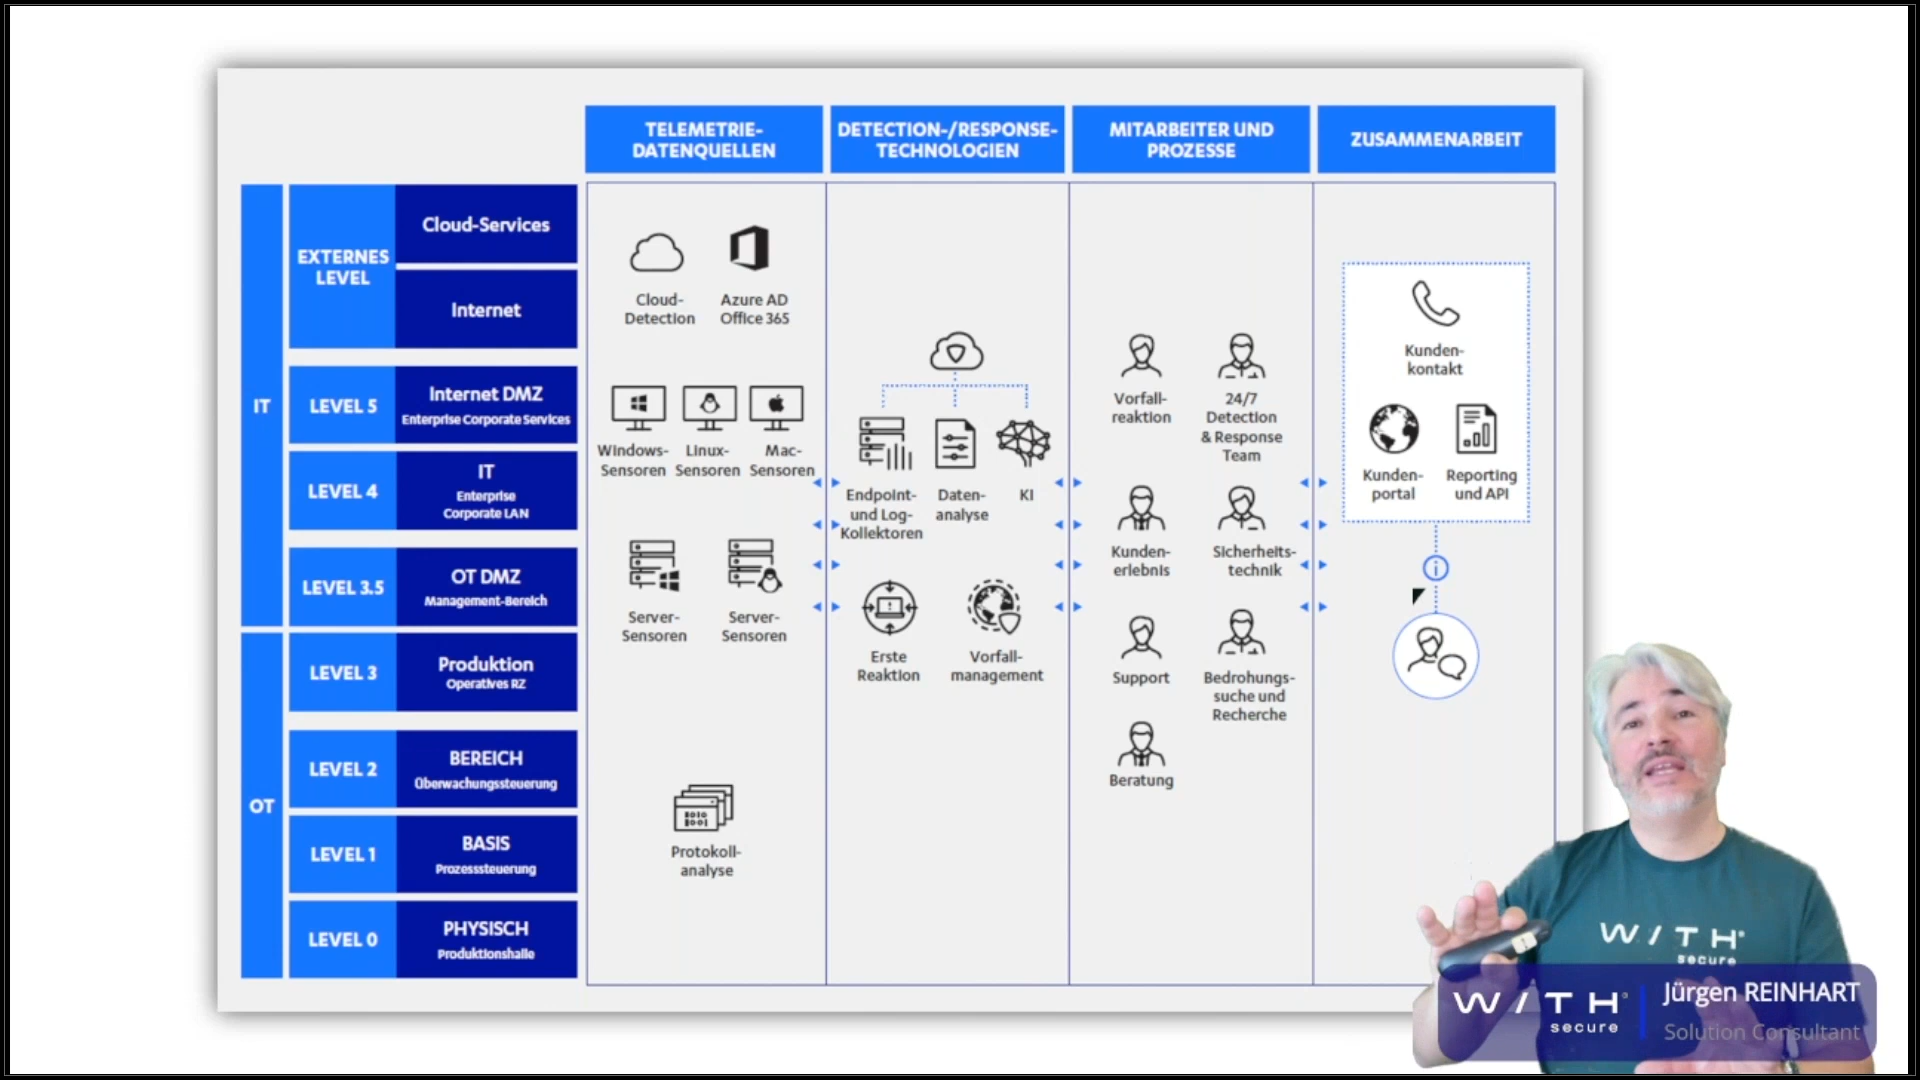 TELEMETRIE-
DATENQUELLEN
DETECTION-/RESPONSE-
TECHNOLOGIEN
MITARBEITER UND
PROZESSE
ZUSAMMENARBEIT
IT
EXTERNES
LEVEL
Cloud-Services
Internet
LEVEL 5
Internet DMZ
Enterprise Corporate Services
LEVEL 4
IT
Enterprise
Corporate LAN
LEVEL 3.5
OT DMZ
Management-Bereich
OT
LEVEL 3
Produktion
Operatives RZ
LEVEL 2
BEREICH
Überwachungssteuerung
LEVEL 1
BASIS
Prozesssteuerung
LEVEL 0
PHYSISCH
Produktionshalle
Cloud-
Detection
Azure AD
Office 365
Windows-
Sensoren
Linux-
Sensoren
Mac-
Sensoren
Server-
Sensoren
Server-
Sensoren
Protokoll-
analyse
Endpoint-
und Log-
Kollektoren
Daten-
analyse
KI
Erste
Reaktion
Vorfall-
management
Vorfall-
reaktion
24/7
Detection
& Response
Team
Kunden-
erlebnis
Sicherheits-
technik
Support
Bedrohungs-
suche und
Recherche
Beratung
Kunden-
kontakt
Kunden-
portal
Reporting
und API
W/TH
secure
W/TH
secure
Jürgen REINHART
Solution Consultant